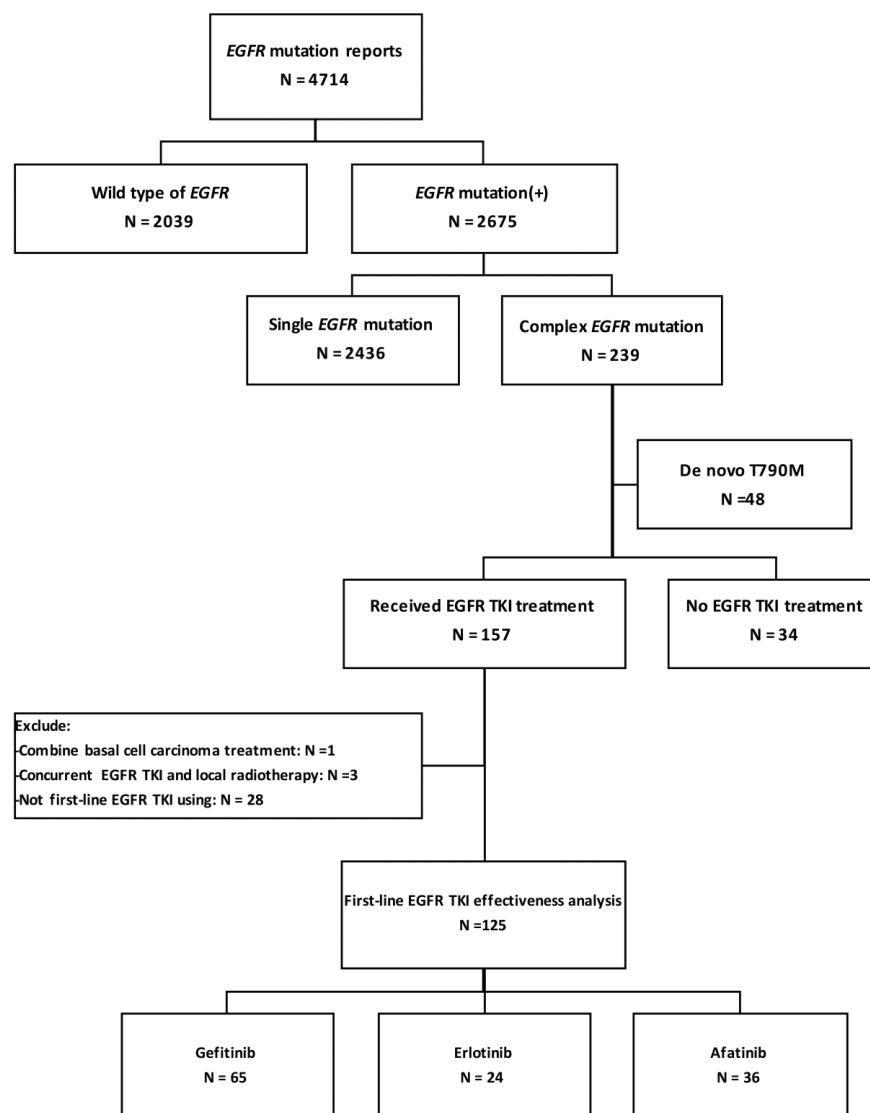 EGFR mutation reports
N = 4714
Wild type of EGFR
N = 2039
EGFR mutation(+)
N = 2675
Single EGFR mutation
N = 2436
Complex EGFR mutation
N = 239
De novo T790M
N =48
Received EGFR TKI treatment
N = 157
No EGFR TKI treatment
N = 34
Exclude:
-Combine basal cell carcinoma treatment: N =1
-Concurrent EGFR TKI and local radiotherapy: N =3
-Not first-line EGFR TKI using: N = 28
First-line EGFR TKI effectiveness analysis
N =125
Gefitinib
N = 65
Erlotinib
N = 24
Afatinib
N = 36